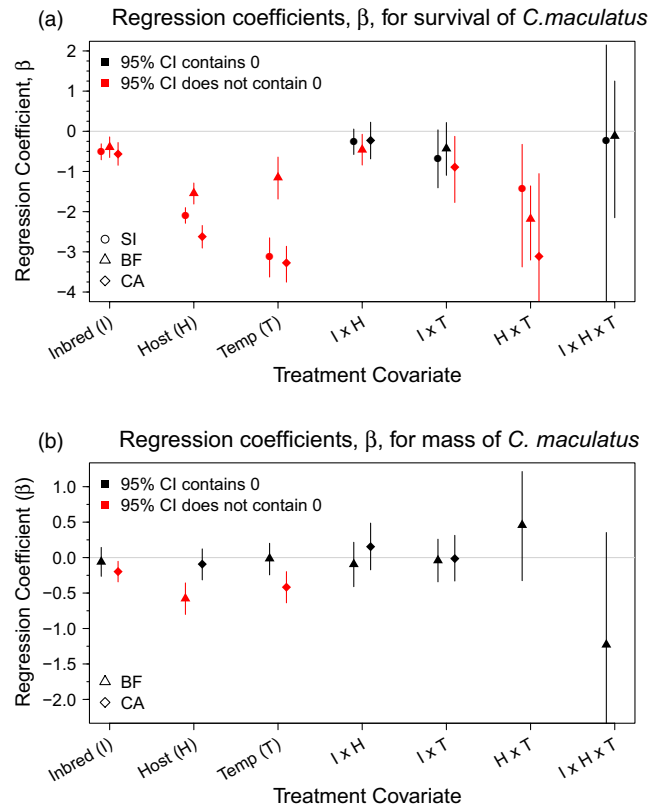 (a) Regression coefficients, β, for survival of C.maculatus
95% CI contains 0
95% CI does not contain 0
Regression Coefficient, β
2
1
0
−1
−2
−3
−4
SI
BF
CA
Inbred (I)
Host (H)
Temp (T)
I x H
I x T
H x T
I x H x T
Treatment Covariate
(b) Regression coefficients, β, for mass of C. maculatus
95% CI contains 0
95% CI does not contain 0
Regression Coefficient (β)
1.0
0.5
0.0
−0.5
−1.0
−1.5
−2.0
BF
CA
Inbred (I)
Host (H)
Temp (T)
I x H
I x T
H x T
I x H x T
Treatment Covariate